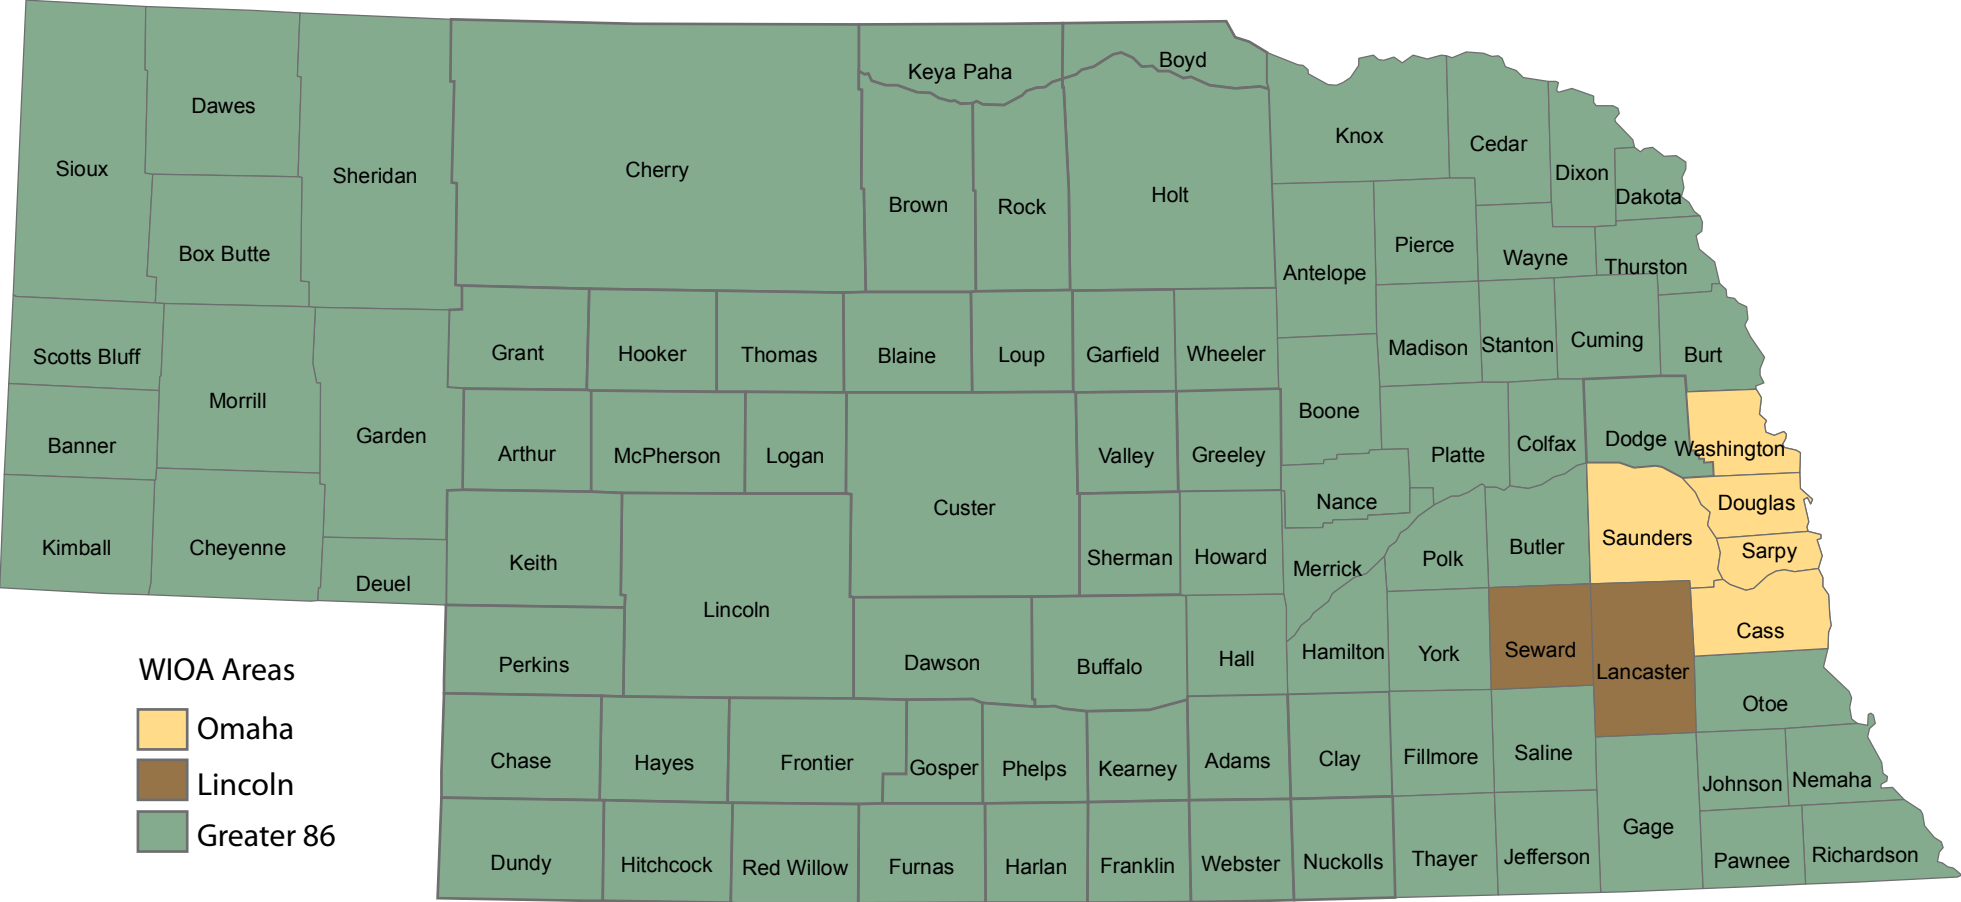 Keya Paha
Boyd
Dawes
Knox
Cedar
Sioux
Sheridan
Cherry
Dixon
Brown
Rock
Holt
Dakota
Box Butte
Pierce
Wayne
Antelope
Thurston
Scotts Bluff
Grant
Hooker
Thomas
Blaine
Loup
Garfield
Wheeler
Madison
Stanton
Cuming
Burt
Morrill
Boone
Banner
Garden
Arthur
McPherson
Logan
Valley
Greeley
Platte
Colfax
Dodge
Washington
Custer
Nance
Douglas
Kimball
Cheyenne
Keith
Sherman
Howard
Merrick
Polk
Butler
Saunders
Sarpy
Deuel
Lincoln
Perkins
Dawson
Buffalo
Hall
Hamilton
York
Seward
Lancaster
Cass
Otoe
WIOA Areas
Omaha
Lincoln
Greater 86
Chase
Hayes
Frontier
Gosper
Phelps
Kearney
Adams
Clay
Fillmore
Saline
Johnson
Nemaha
Dundy
Hitchcock
Red Willow
Furnas
Harlan
Franklin
Webster
Nuckolls
Thayer
Jefferson
Gage
Pawnee
Richardson